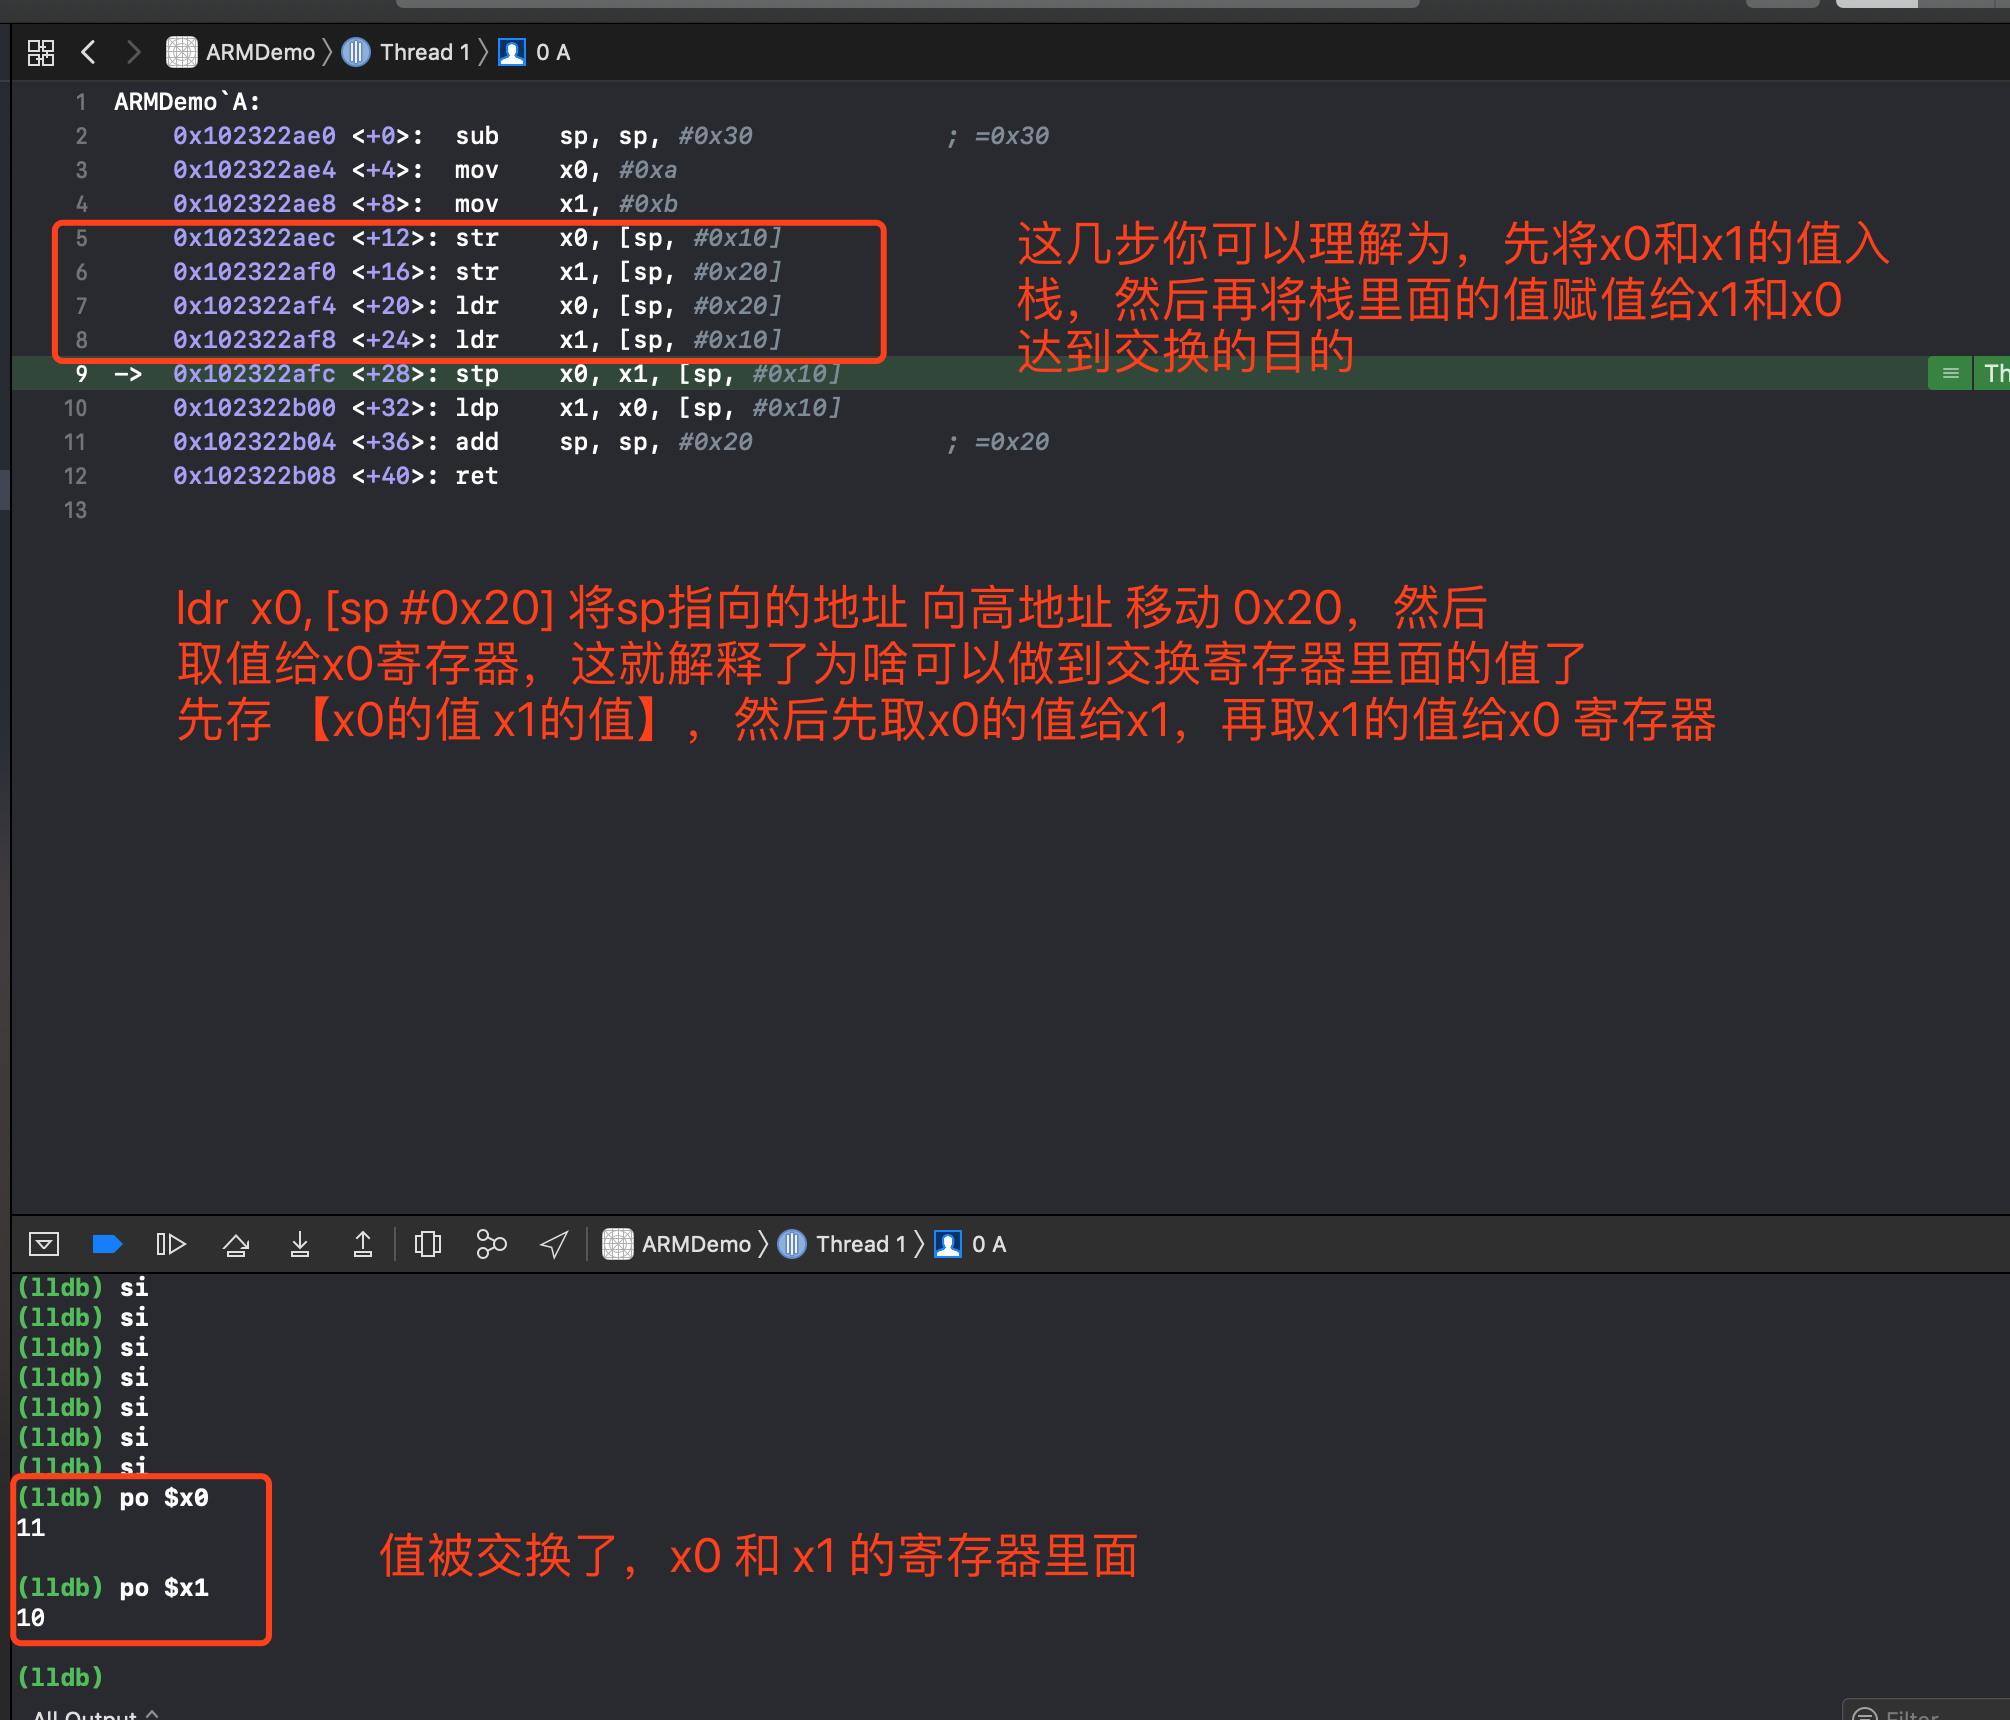 ARMDemo 〉 Thread 1 〉 0 A
1 ARMDemo`A:
2 0x102322ae0 <+0>: sub sp, sp, #0x30 ; =0x30
3 0x102322ae4 <+4>: mov x0, #0xa
4 0x102322ae8 <+8>: mov x1, #0xb
5 0x102322aec <+12>: str x0, [sp, #0x10]
6 0x102322af0 <+16>: str x1, [sp, #0x20]
7 0x102322af4 <+20>: ldr x0, [sp, #0x20]
8 0x102322af8 <+24>: ldr x1, [sp, #0x10]
这几步你可以理解为，先将x0和x1的值入
栈，然后再将栈里面的值赋值给x1和x0
达到交换的目的
9 -> 0x102322afc <+28>: stp x0, x1, [sp, #0x10] Th
10 0x102322b00 <+32>: ldp x1, x0, [sp, #0x10]
11 0x102322b04 <+36>: add sp, sp, #0x20 ; =0x20
12 0x102322b08 <+40>: ret
13
ldr x0, [sp #0x20] 将sp指向的地址 向高地址 移动 0x20，然后
取值给x0寄存器，这就解释了为啥可以做到交换寄存器里面的值了
先存 【x0的值 x1的值】，然后先取x0的值给x1，再取x1的值给x0 寄存器
ARMDemo 〉 Thread 1 〉 0 A
(lldb) si
(lldb) si
(lldb) si
(lldb) si
(lldb) si
(lldb) si
(lldb) si
(lldb) po $x0
11
(lldb) po $x1
10
值被交换了，x0 和 x1 的寄存器里面
(lldb)
All Output
Filter